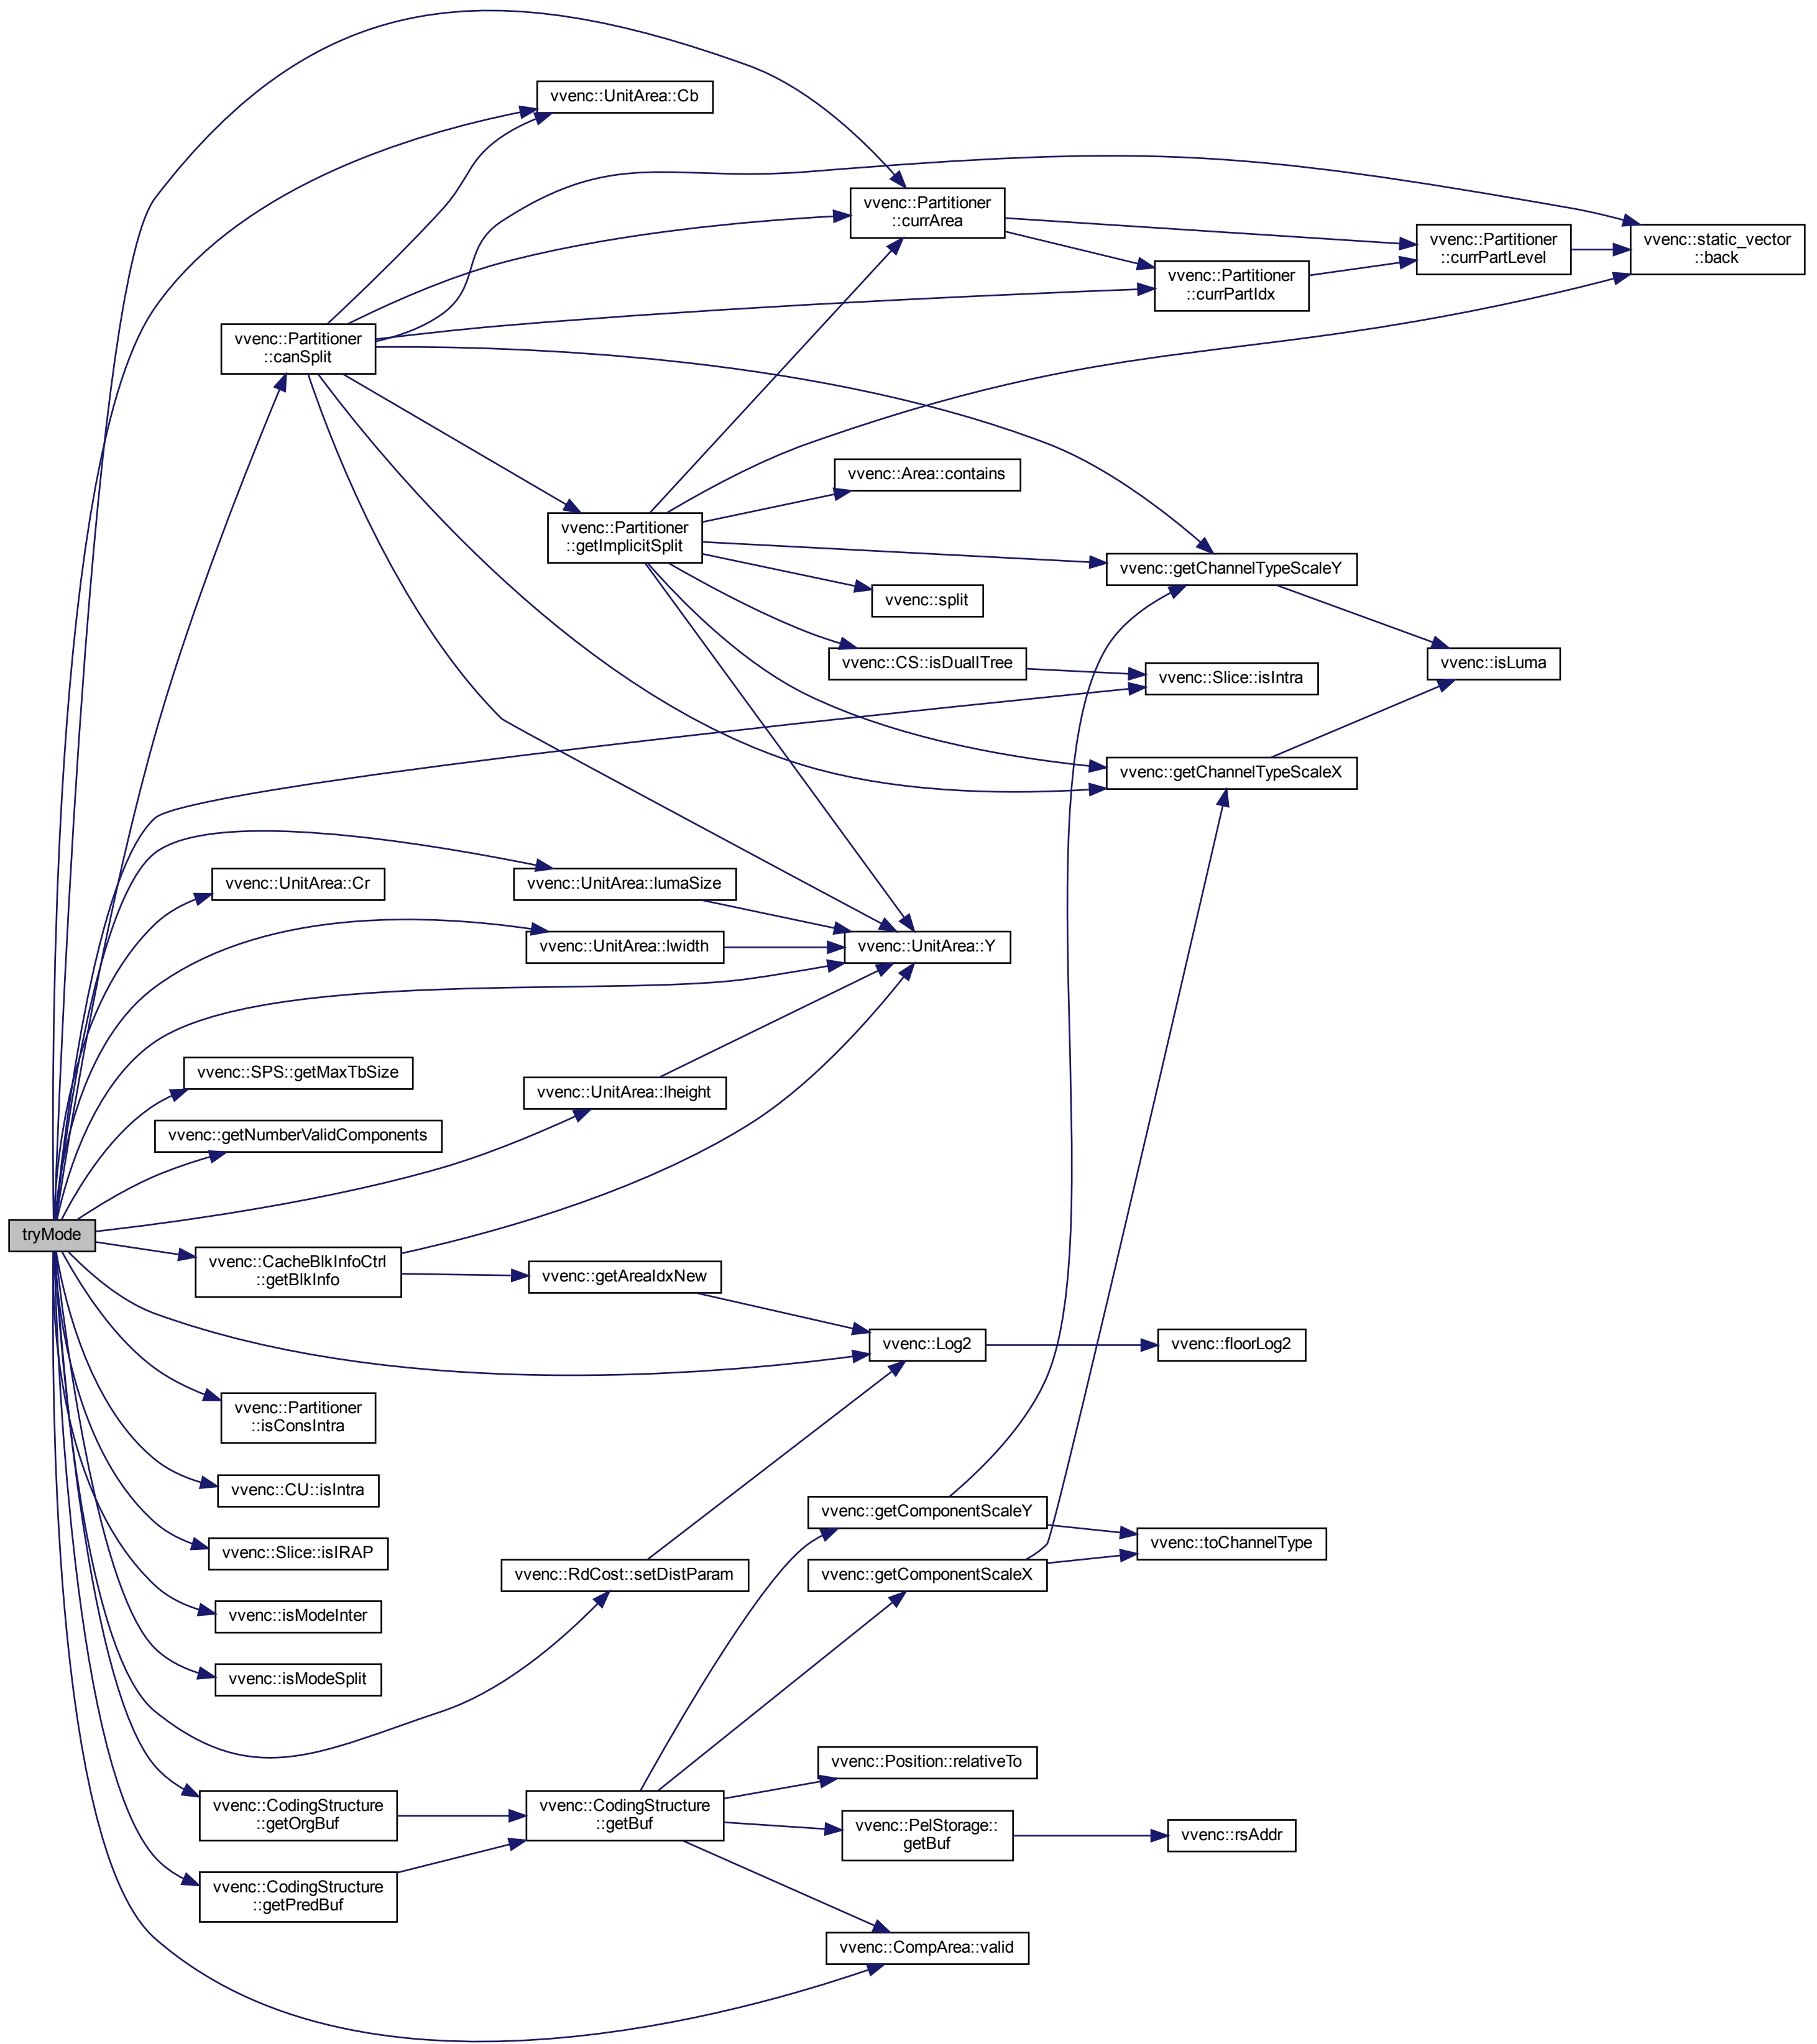 vvenc::UnitArea::Cb
vvenc::Partitioner
::currArea
vvenc::Partitioner
::currPartLevel
vvenc::static_vector
::back
vvenc::Partitioner
::currPartIdx
vvenc::Partitioner
::canSplit
vvenc::Area::contains
vvenc::Partitioner
::getImplicitSplit
vvenc::getChannelTypeScaleY
vvenc::split
vvenc::CS::isDualITree
vvenc::isLuma
vvenc::Slice::isIntra
vvenc::getChannelTypeScaleX
vvenc::UnitArea::Cr
vvenc::UnitArea::lumaSize
vvenc::UnitArea::lwidth
vvenc::UnitArea::Y
vvenc::SPS::getMaxTbSize
vvenc::UnitArea::lheight
vvenc::getNumberValidComponents
tryMode
vvenc::CacheBlkInfoCtrl
::getBlkInfo
vvenc::getAreaIdxNew
vvenc::Log2
vvenc::floorLog2
vvenc::Partitioner
::isConsIntra
vvenc::CU::isIntra
vvenc::getComponentScaleY
vvenc::toChannelType
vvenc::Slice::isIRAP
vvenc::RdCost::setDistParam
vvenc::getComponentScaleX
vvenc::isModeInter
vvenc::isModeSplit
vvenc::Position::relativeTo
vvenc::CodingStructure
::getOrgBuf
vvenc::CodingStructure
::getBuf
vvenc::PelStorage::
getBuf
vvenc::rsAddr
vvenc::CodingStructure
::getPredBuf
vvenc::CompArea::valid